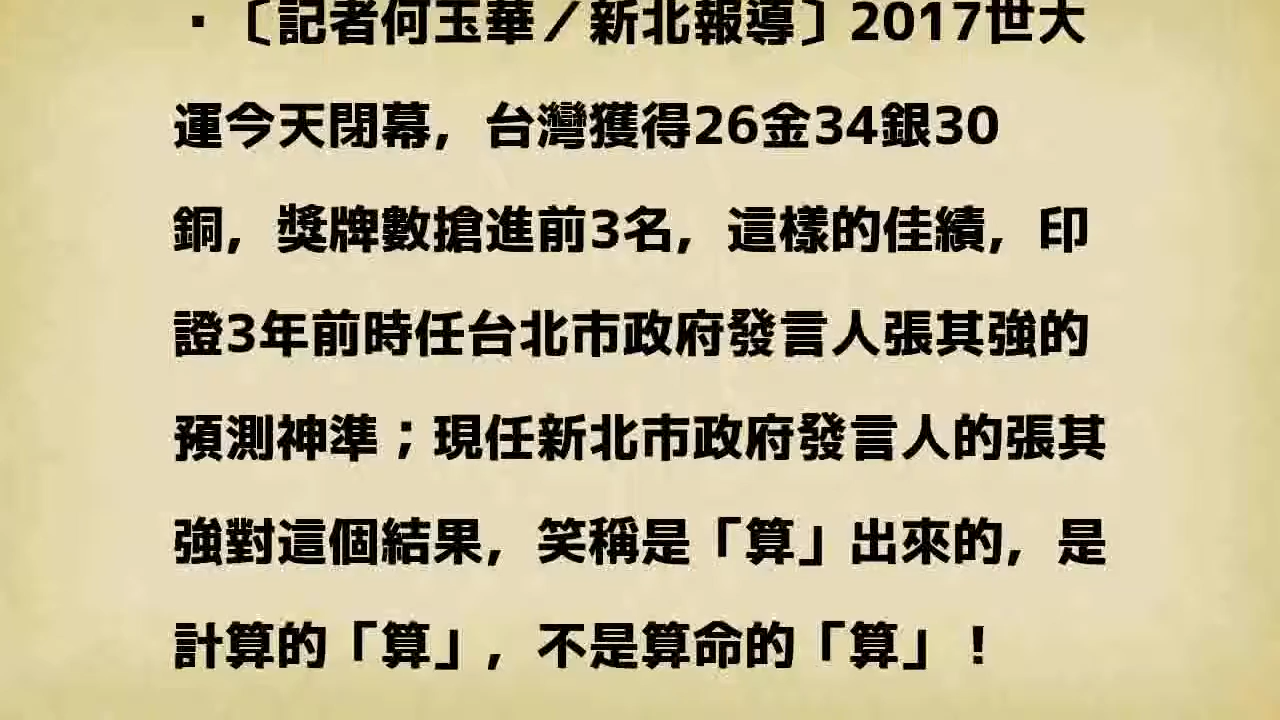 ·〔記者何玉華／新北報導〕2017世大
運今天閉幕，台灣獲得26金34銀30
銅，獎牌數搶進前3名，這樣的佳績，印
證3年前時任台北市政府發言人張其強的
預測神準；現任新北市政府發言人的張其
強對這個結果，笑稱是「算」出來的，是
計算的「算」，不是算命的「算」！